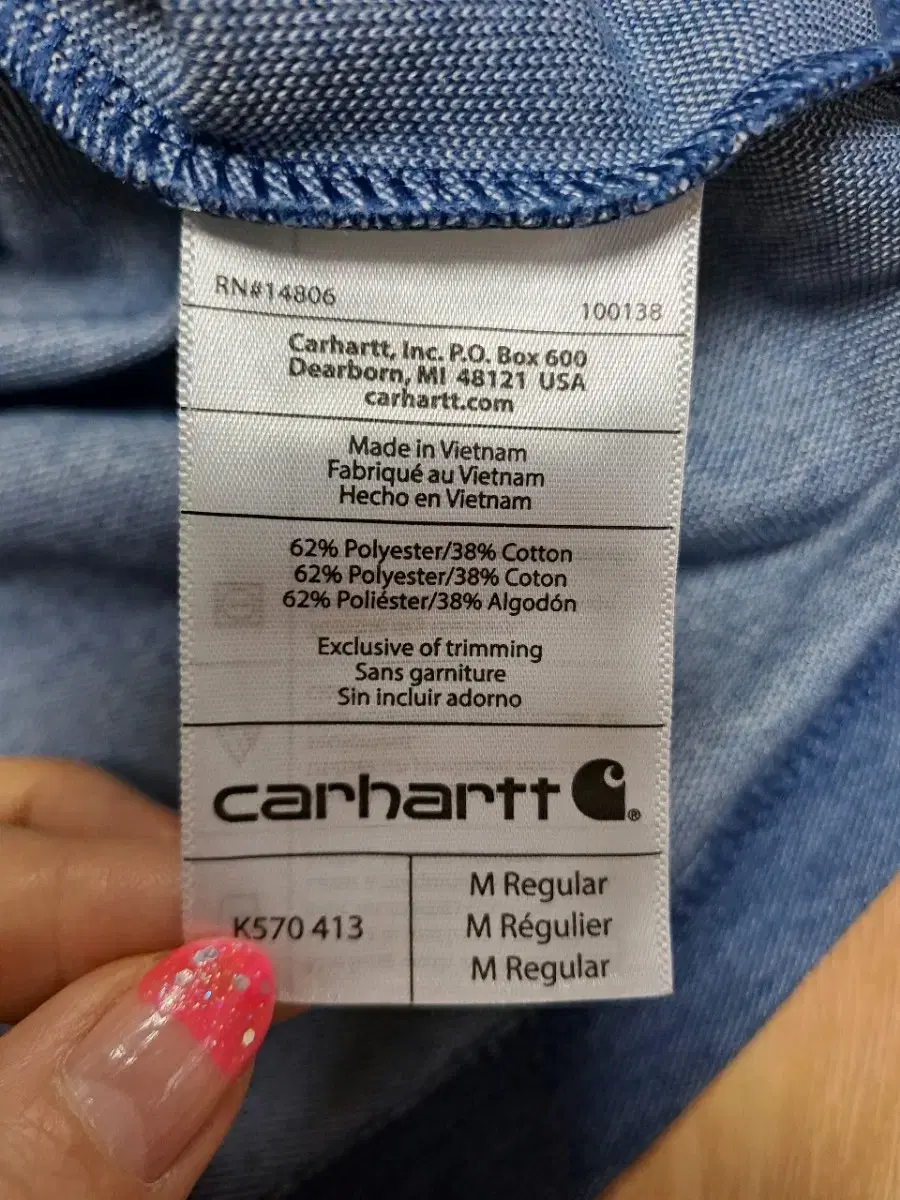 RN#14806
100138
Carhartt, Inc. P.O. Box 600
Dearborn, MI 48121 USA
carhartt.com
Made in Vietnam
Fabriqué au Vietnam
Hecho en Vietnam
62% Polyester/38% Cotton
62% Polyester/38% Coton
62% Poliéster/38% Algodón
Exclusive of trimming
Sans garniture
Sin incluir adorno
carhartt ®
K570 413
M Regular
M Régulier
M Regular